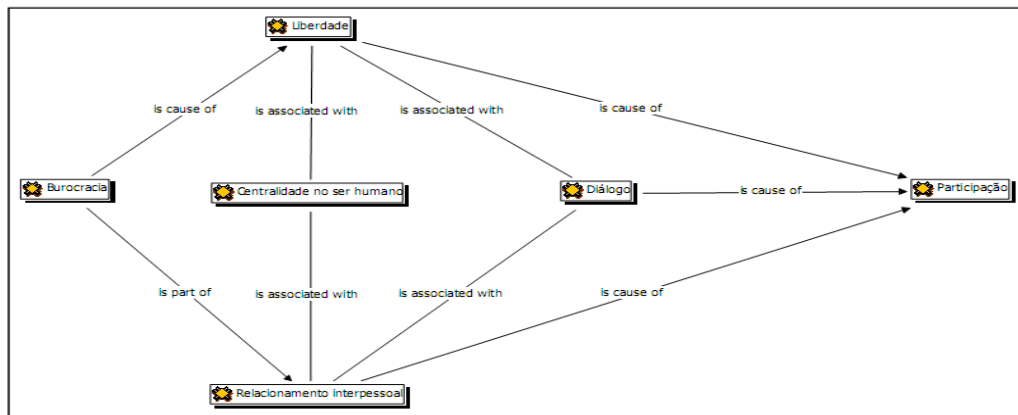 Liberdade
is cause of
is associated with
is associated with
is cause of
Burocracia
Centralidade no ser humano
Diálogo
is cause of
Participação
is part of
is associated with
is associated with
is cause of
Relacionamento interpessoal